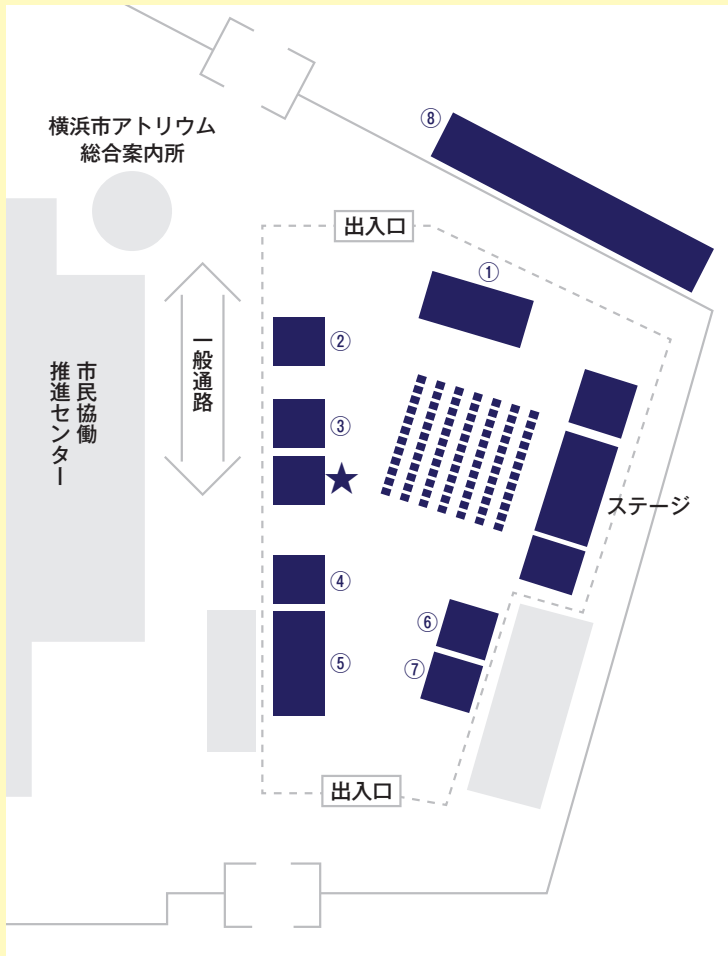 横浜市アトリウム
総合案内所
⑧
出入口
①
②
一般通路
市民協働
推進センター
③
★
ステージ
④
⑥
⑤
⑦
出入口